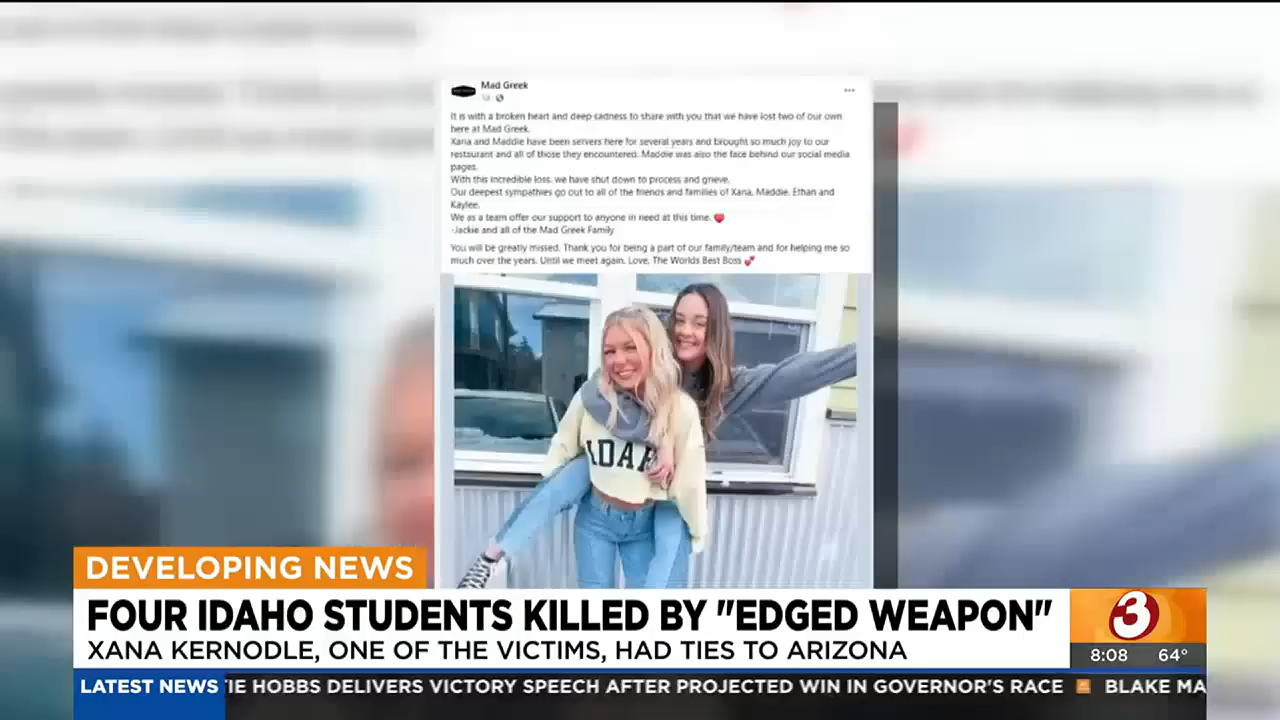 Mad Greek
It is with a broken heart and deep sadness to share with you that we have lost two of our own
here at Mad Greek.
Xana and Maddie have been servers here for several years and brought so much joy to our
restaurant and all of those they encountered. Maddie was also the face behind our social media
pages.
With this incredible loss, we have shut down to process and grieve.
Our deepest sympathies go out to all of the friends and families of Xana, Maddie, Ethan and
Kaylee.
We as a team offer our support to anyone in need at this time. ❤️
-Jackie and all of the Mad Greek Family
You will be greatly missed. Thank you for being a part of our family/team and for helping me so
much over the years. Until we meet again. Love, The Worlds Best Boss 💕
IDAH
DEVELOPING NEWS
FOUR IDAHO STUDENTS KILLED BY "EDGED WEAPON"
XANA KERNODLE, ONE OF THE VICTIMS, HAD TIES TO ARIZONA
3
8:08 64°
LATEST NEWS TIE HOBBS DELIVERS VICTORY SPEECH AFTER PROJECTED WIN IN GOVERNOR'S RACE BLAKE MA